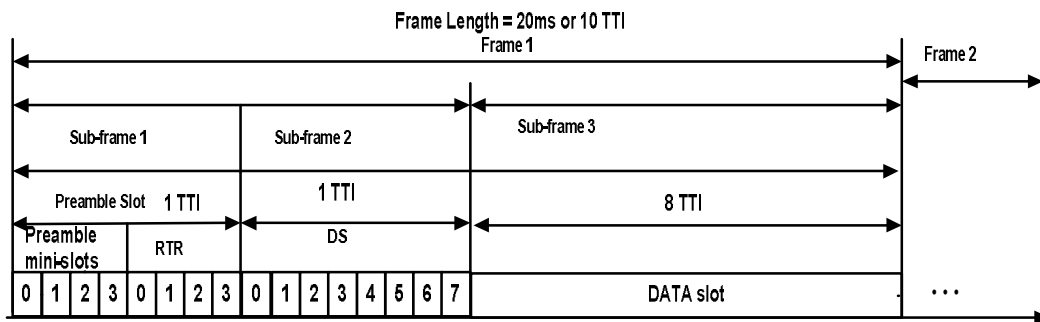 Frame Length = 20ms or 10 TTI
Frame 1
Frame 2
Sub-frame 1
Sub-frame 2
Sub-frame 3
Preamble Slot 1 TTI
1 TTI
8 TTI
Preamble
mini-slots
RTR
DS
0 1 2 3 0 1 2 3 0 1 2 3 4 5 6 7 DATA slot ...